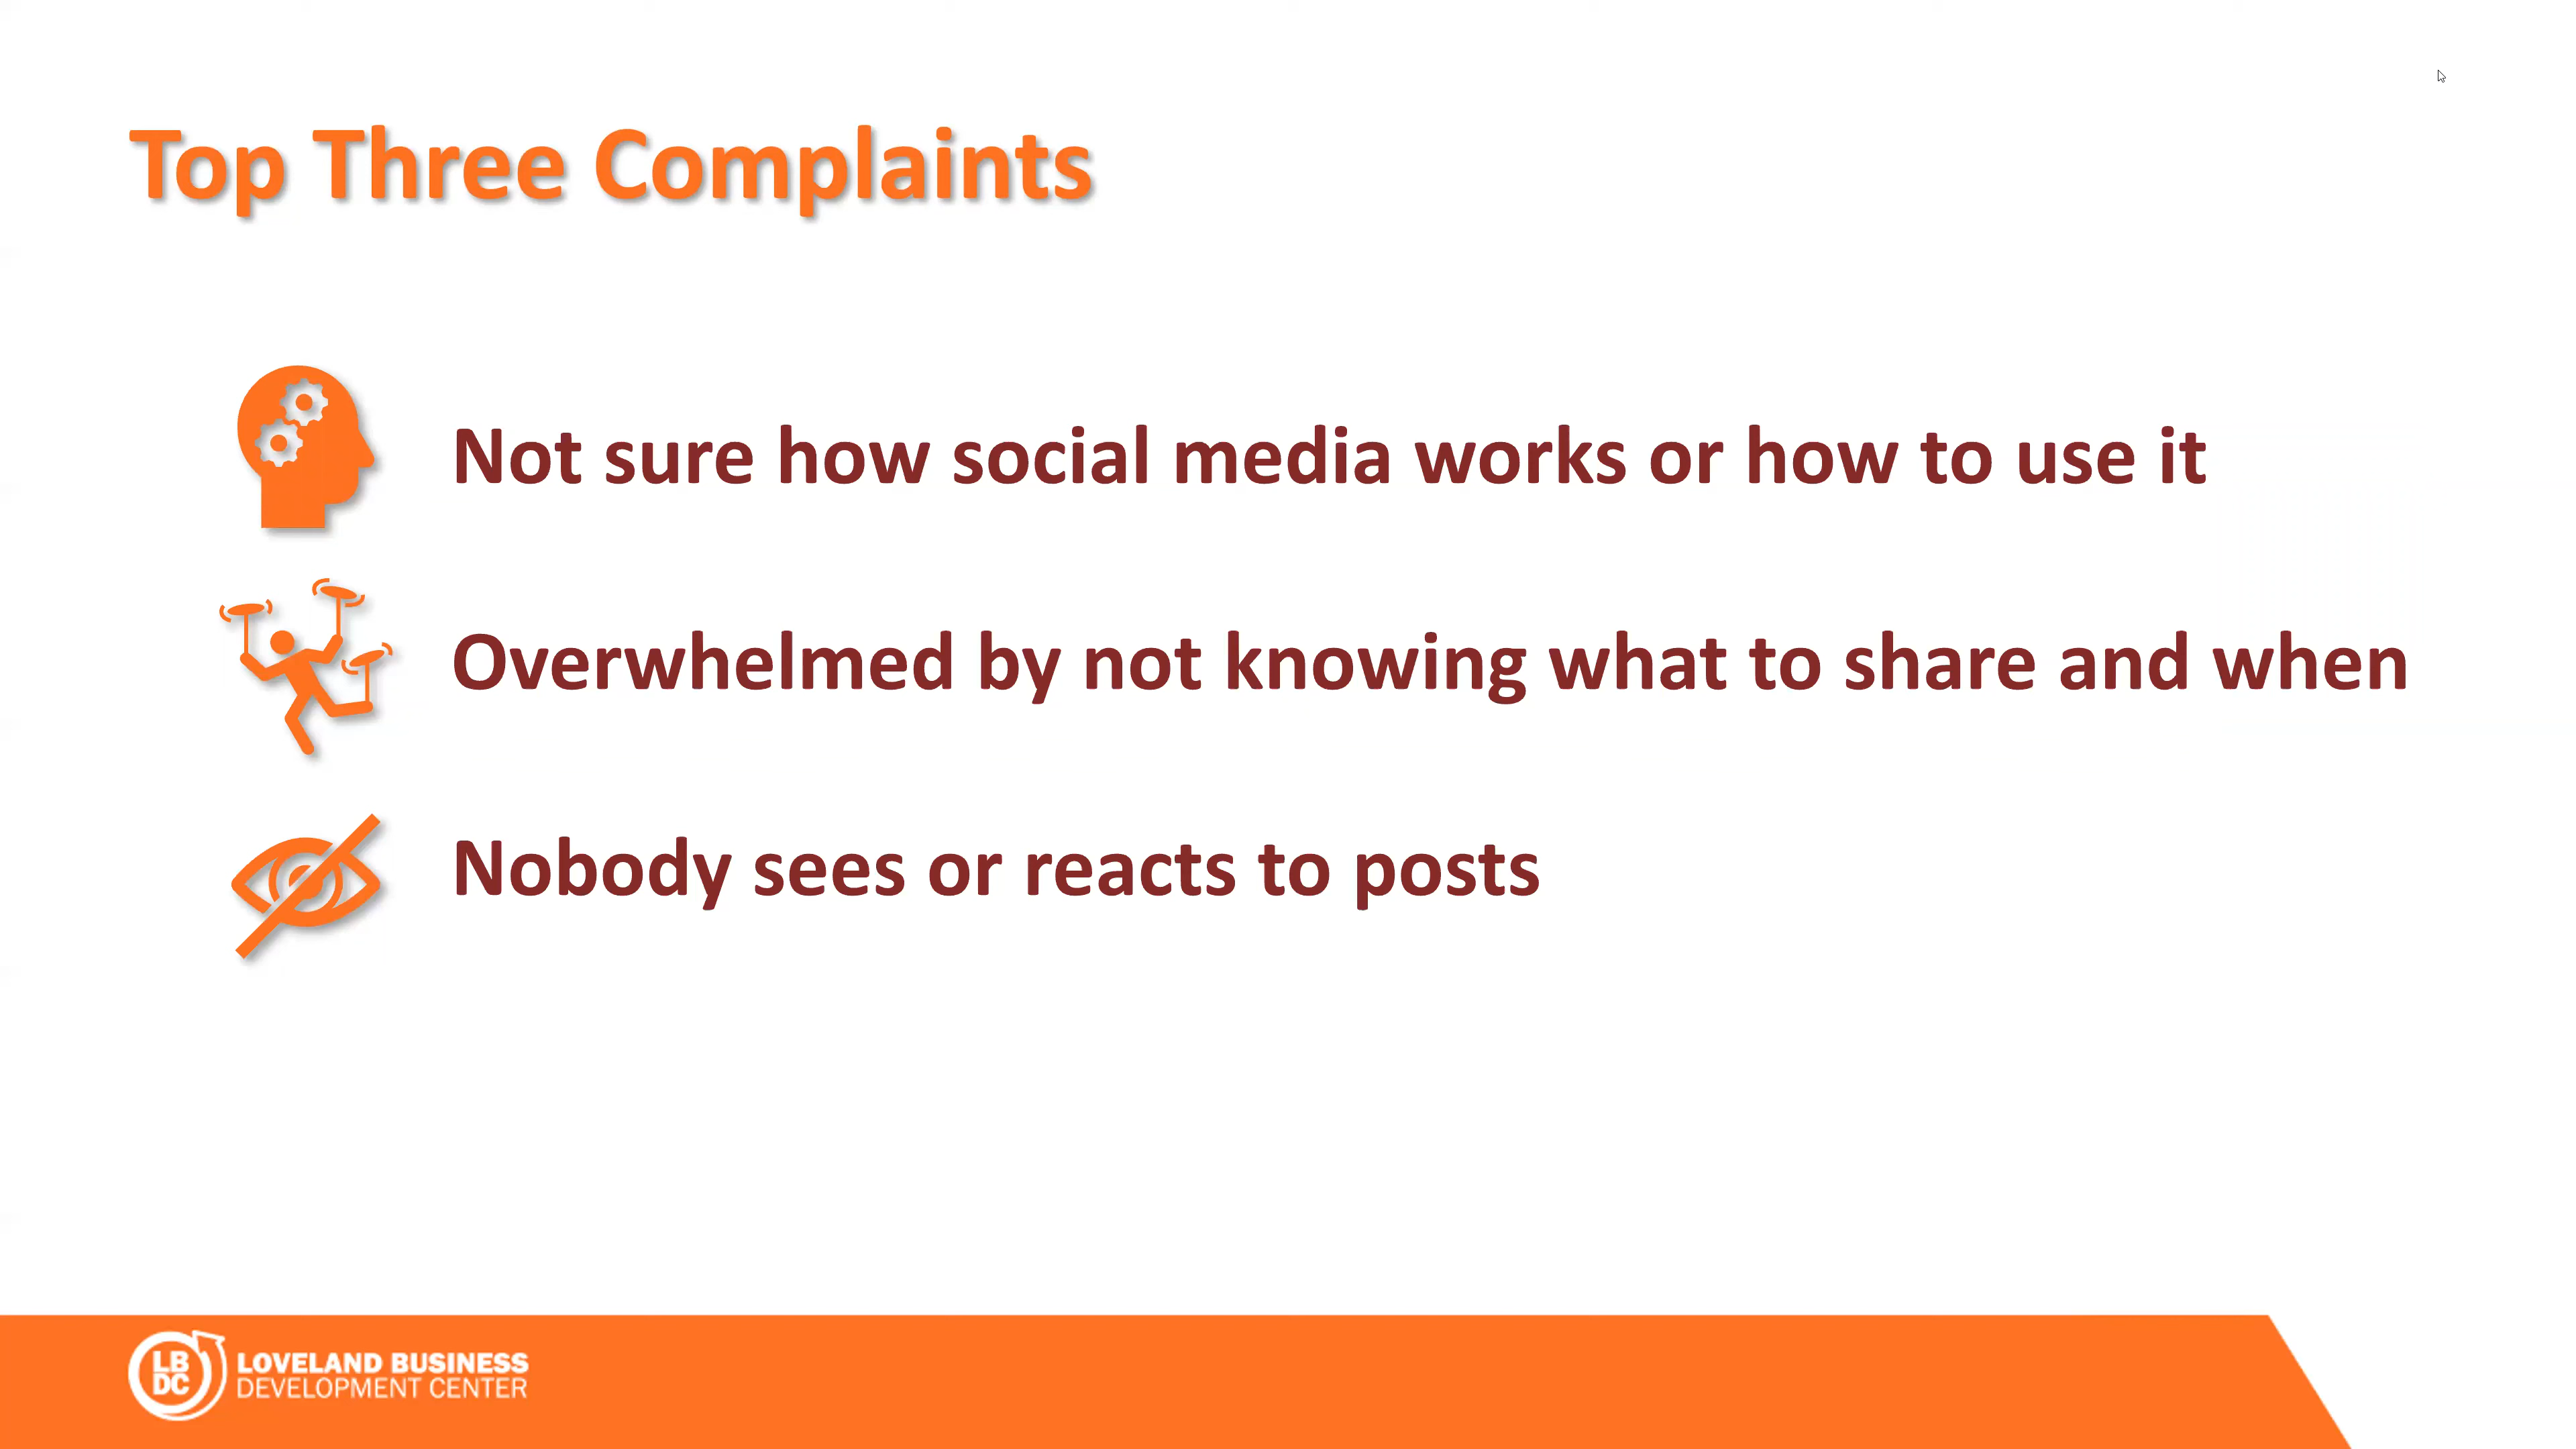 Top Three Complaints
Not sure how social media works or how to use it
Overwhelmed by not knowing what to share and when
Nobody sees or reacts to posts
LB
DC
LOVELAND BUSINESS
DEVELOPMENT CENTER